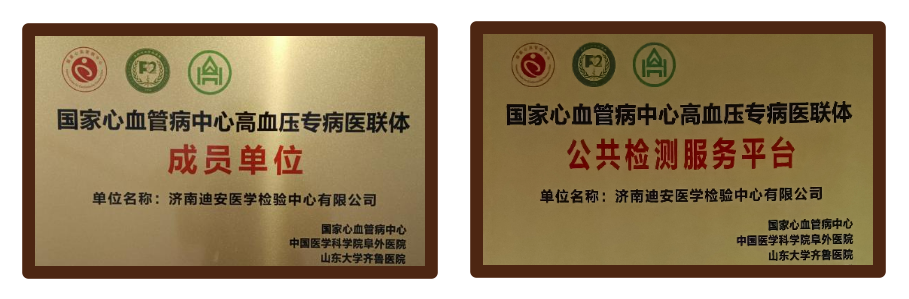 国家心血管病中心高血压专病医联体
成员单位
单位名称：济南迪安医学检验中心有限公司
国家心血管病中心
中国医学科学院阜外医院
山东大学齐鲁医院
国家心血管病中心高血压专病医联体
公共检测服务平台
单位名称：济南迪安医学检验中心有限公司
国家心血管病中心
中国医学科学院阜外医院
山东大学齐鲁医院